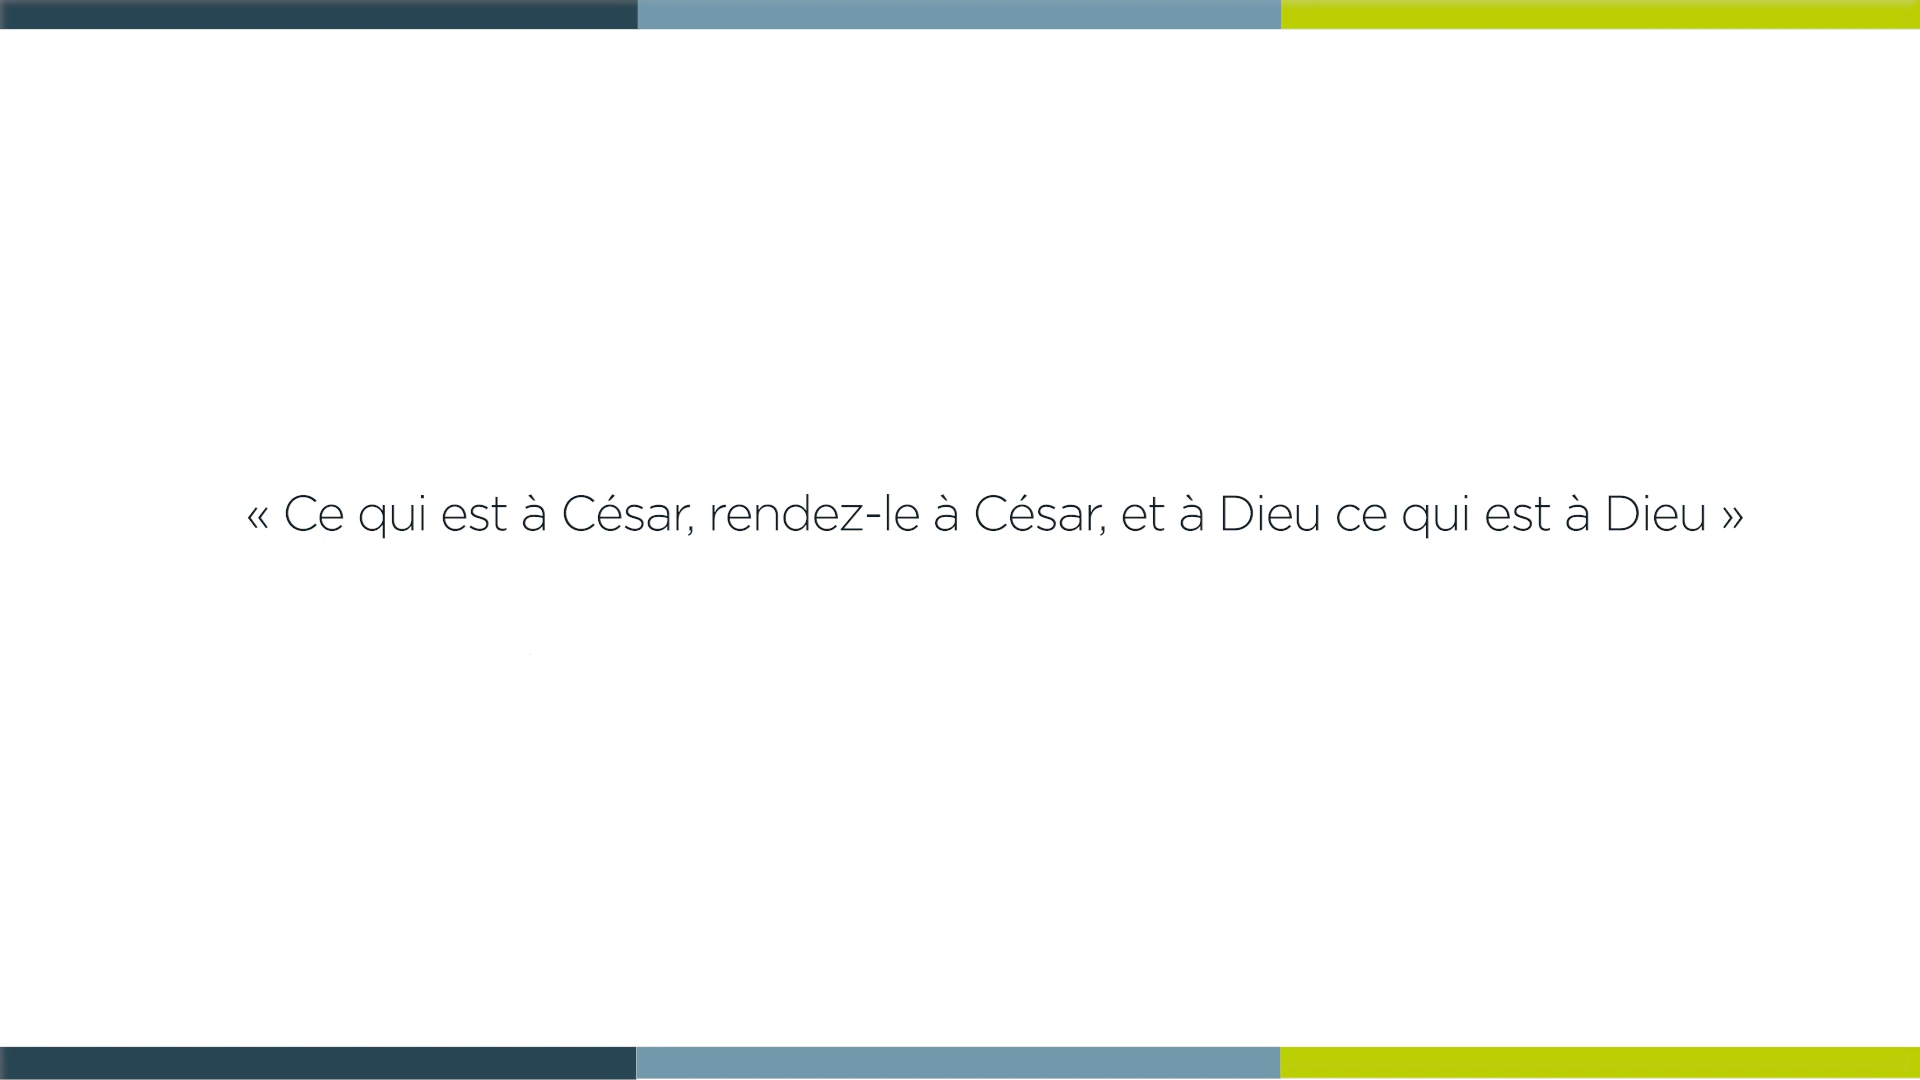 « Ce qui est à César, rendez-le à César, et à Dieu ce qui est à Dieu »